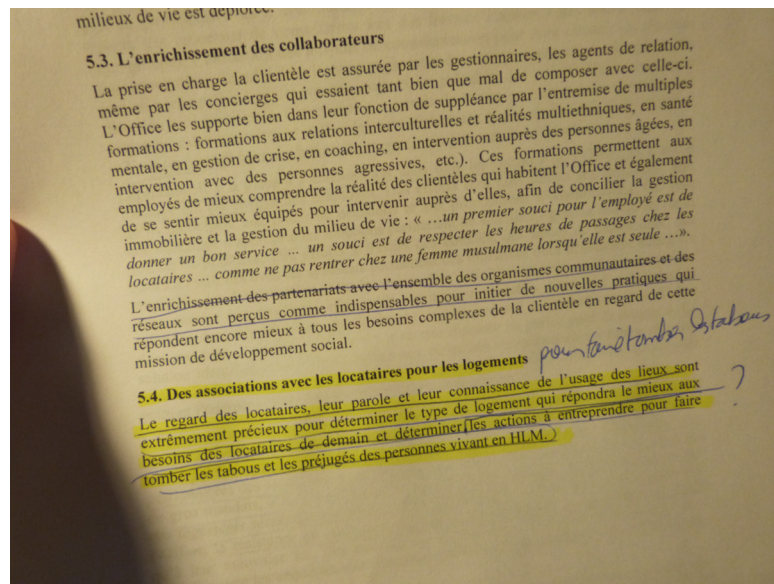 milieux de vie est déploré.
5.3. L'enrichissement des collaborateurs
La prise en charge la clientèle est assurée par les gestionnaires, les agents de relation,
même par les concierges qui essaient tant bien que mal de composer avec celle-ci.
L'Office les supporte bien dans leur fonction de suppléance par l'entremise de multiples
formations : formations aux relations interculturelles et réalités multiethniques, en santé
mentale, en gestion de crise, en coaching, en intervention auprès des personnes âgées, en
intervention avec des personnes agressives, etc.). Ces formations permettent aux
employés de mieux comprendre la réalité des clientèles qui habitent l'Office et également
de se sentir mieux équipés pour intervenir auprès d'elles, afin de concilier la gestion
immobilière et la gestion du milieu de vie : « …un premier souci pour l'employé est de
donner un bon service ... un souci est de respecter les heures de passages chez les
locataires ... comme ne pas rentrer chez une femme musulmane lorsqu'elle est seule …».
L'enrichissement des partenariats avec l'ensemble des organismes communautaires et des
réseaux sont perçus comme indispensables pour initier de nouvelles pratiques qui
répondent encore mieux à tous les besoins complexes de la clientèle en regard de cette
mission de développement social.
pour faire tomber les tabous
5.4. Des associations avec les locataires pour les logements
Le regard des locataires, leur parole et leur connaissance de l'usage des lieux sont
extrêmement précieux pour déterminer le type de logement qui répondra le mieux aux
besoins des locataires de demain et déterminer (les actions à entreprendre pour faire ?
tomber les tabous et les préjugés des personnes vivant en HLM.)